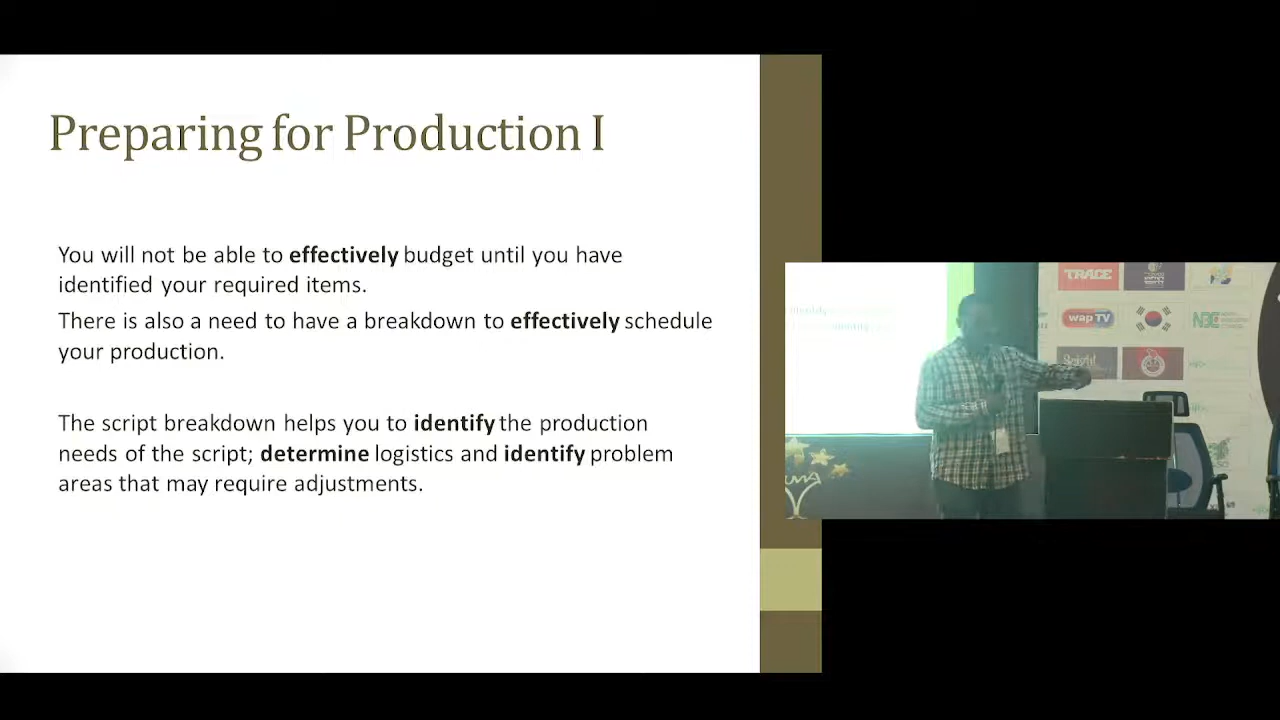 Preparing for Production I
You will not be able to effectively budget until you have
identified your required items.
There is also a need to have a breakdown to effectively schedule
your production.
The script breakdown helps you to identify the production
needs of the script; determine logistics and identify problem
areas that may require adjustments.
TRACE
wap TV